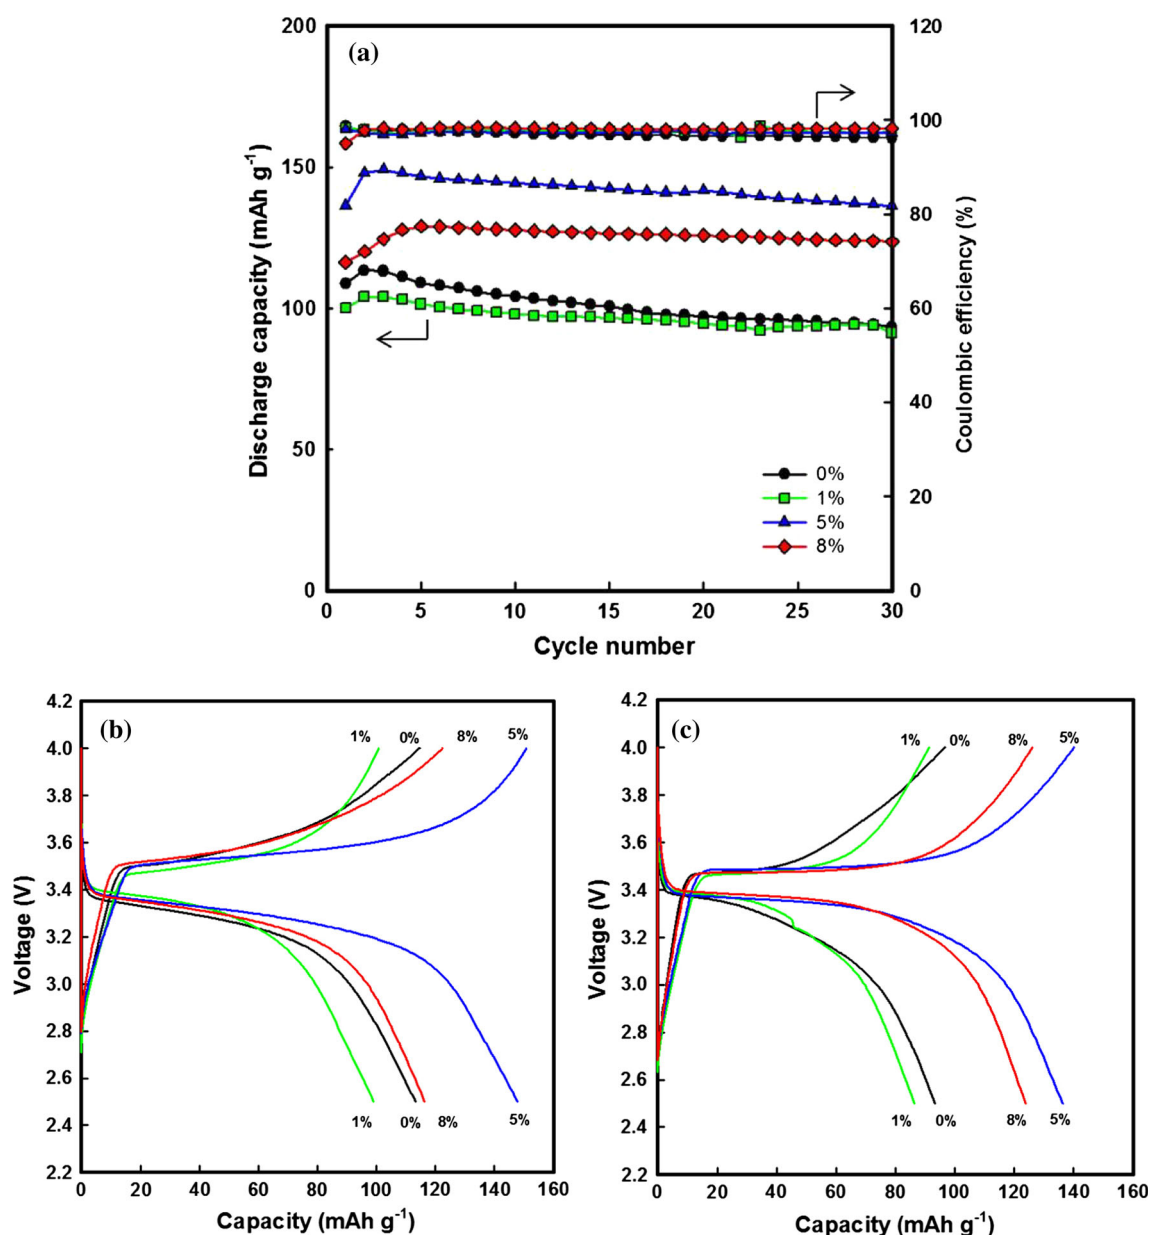 (a)
200
150
100
50
0
Discharge capacity (mAh g⁻¹)
120
100
80
60
40
20
0
Coulombic efficiency (%)
0%
1%
5%
8%
0 5 10 15 20 25 30
Cycle number
(b)
4.2
4.0
3.8
3.6
3.4
3.2
3.0
2.8
2.6
2.4
2.2
Voltage (V)
1% 0% 8% 5%
1% 0% 8% 5%
0 20 40 60 80 100 120 140 160
Capacity (mAh g⁻¹)
(c)
4.2
4.0
3.8
3.6
3.4
3.2
3.0
2.8
2.6
2.4
2.2
Voltage (V)
1% 0% 8% 5%
1% 0% 8% 5%
0 20 40 60 80 100 120 140 160
Capacity (mAh g⁻¹)